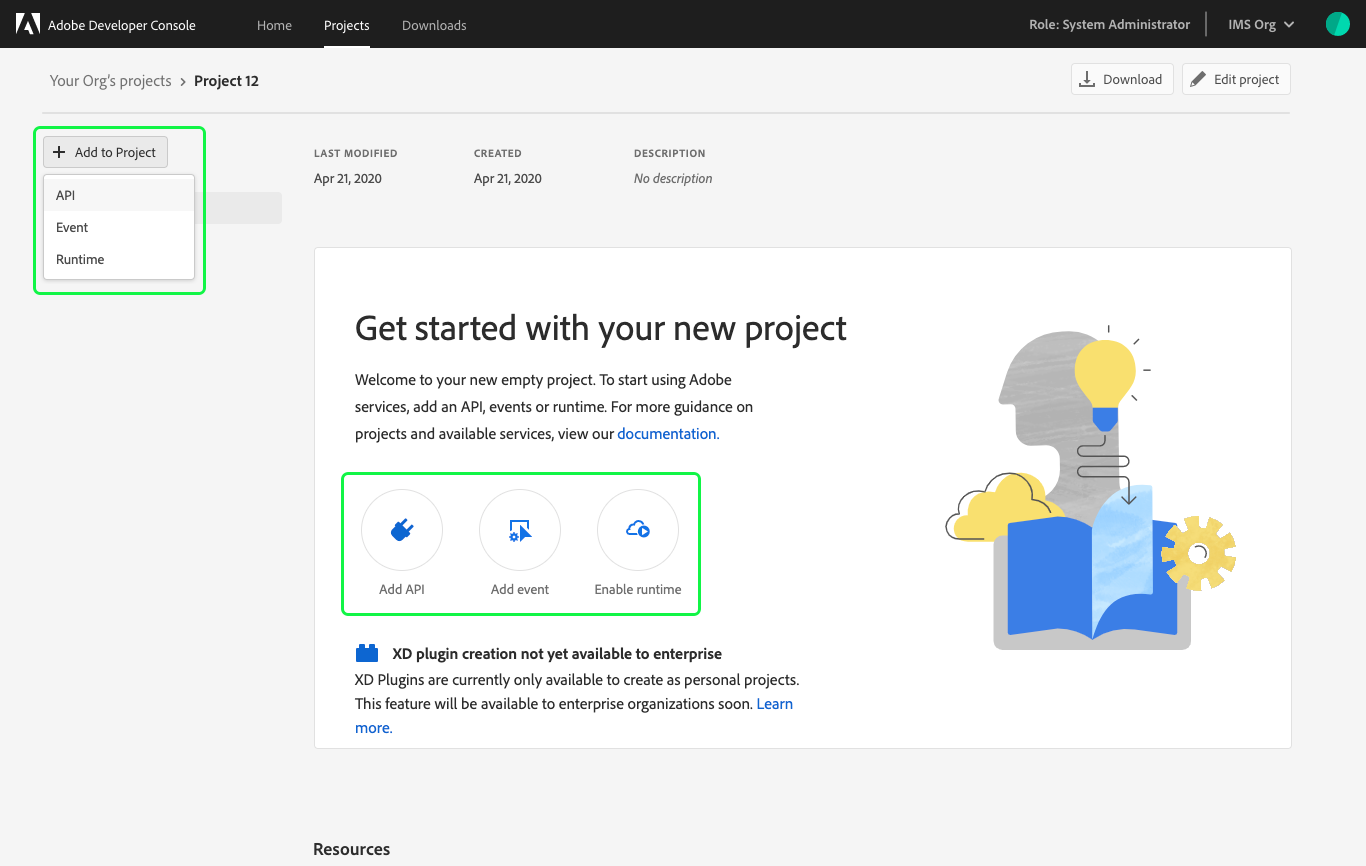 Adobe Developer Console Home Projects Downloads Role: System Administrator IMS Org
Your Org's projects > Project 12 Download Edit project
Add to Project
API
Event
Runtime
LAST MODIFIED CREATED DESCRIPTION
Apr 21, 2020 Apr 21, 2020 No description
Get started with your new project
Welcome to your new empty project. To start using Adobe
services, add an API, events or runtime. For more guidance on
projects and available services, view our documentation.
Add API Add event Enable runtime
XD plugin creation not yet available to enterprise
XD Plugins are currently only available to create as personal projects.
This feature will be available to enterprise organizations soon. Learn
more.
Resources